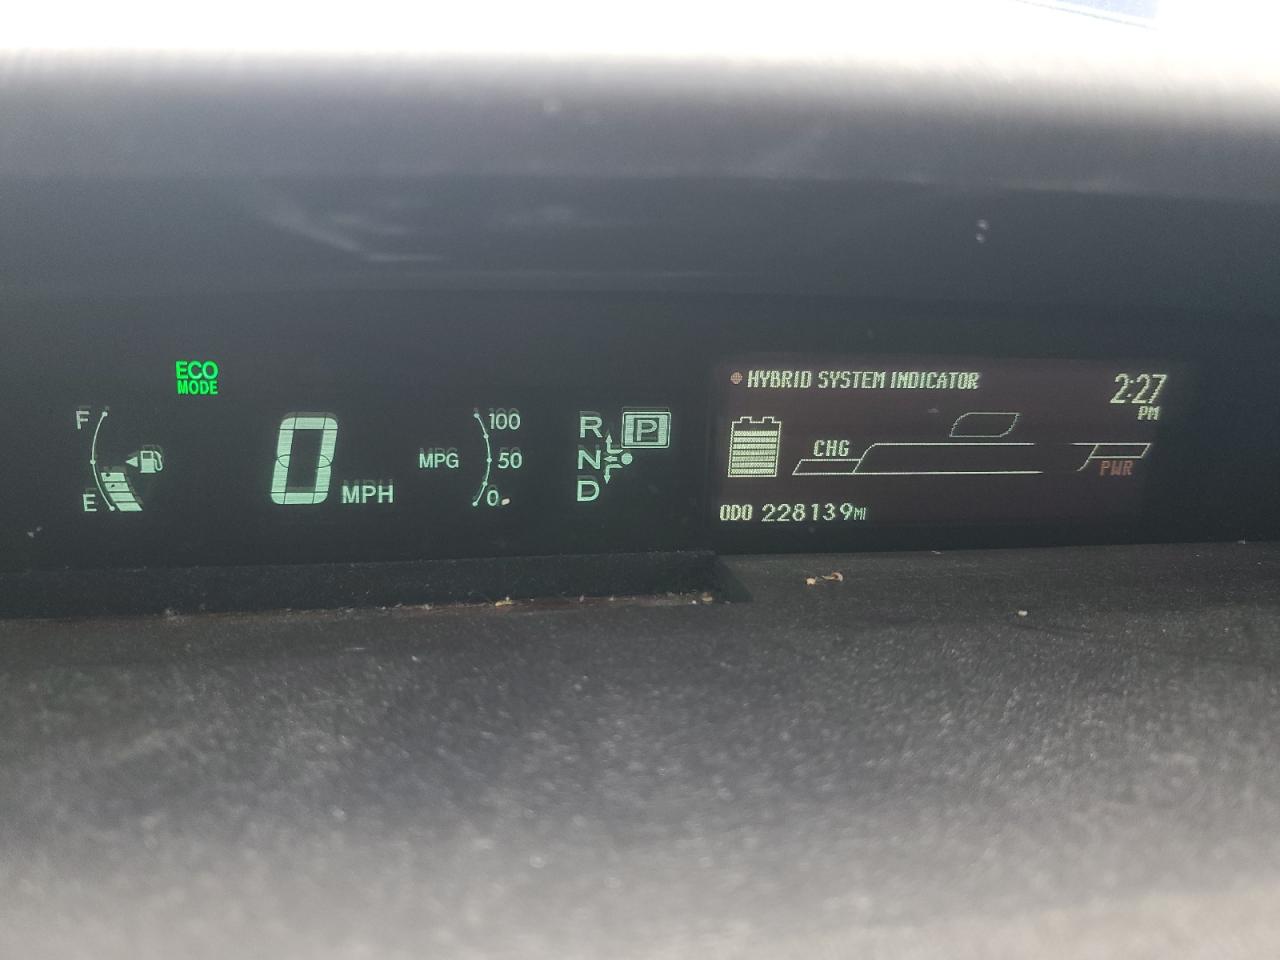 ECO
MODE
F
E
0 MPH
MPG
100
50
0
R
N
D
P
HYBRID SYSTEM INDICATOR
2:27
PM
CHG
PWR
ODO 228139MI